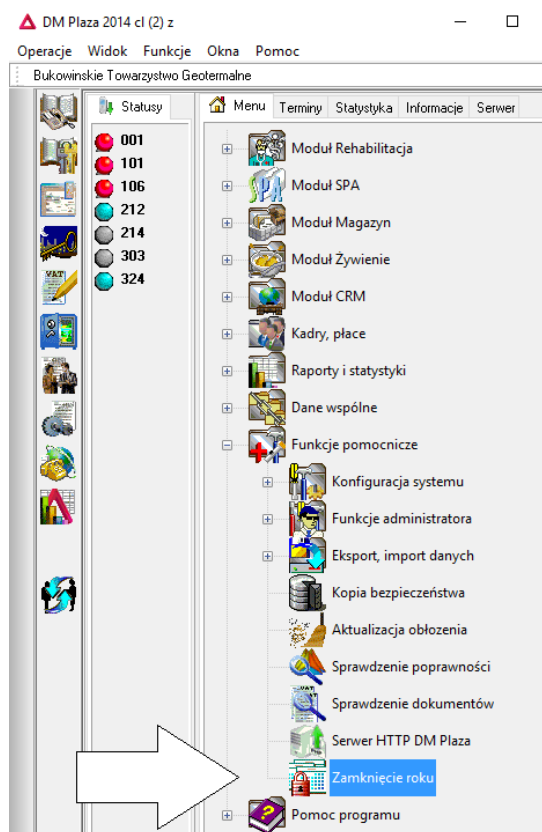 DM Plaza 2014 cl (2) z
Operacje Widok Funkcje Okna Pomoc
Bukowinskie Towarzystwo Geotermalne
Statusy
001
101
106
212
214
303
324
Menu Terminy Statystyka Informacje Serwer
Moduł Rehabilitacja
Moduł SPA
Moduł Magazyn
Moduł Żywienie
Moduł CRM
Kadry, płace
Raporty i statystyki
Dane wspólne
Funkcje pomocnicze
Konfiguracja systemu
Funkcje administratora
Eksport, import danych
Kopia bezpieczeństwa
Aktualizacja obłozenia
Sprawdzenie poprawności
Sprawdzenie dokumentów
Serwer HTTP DM Plaza
Zamknięcie roku
Pomoc programu